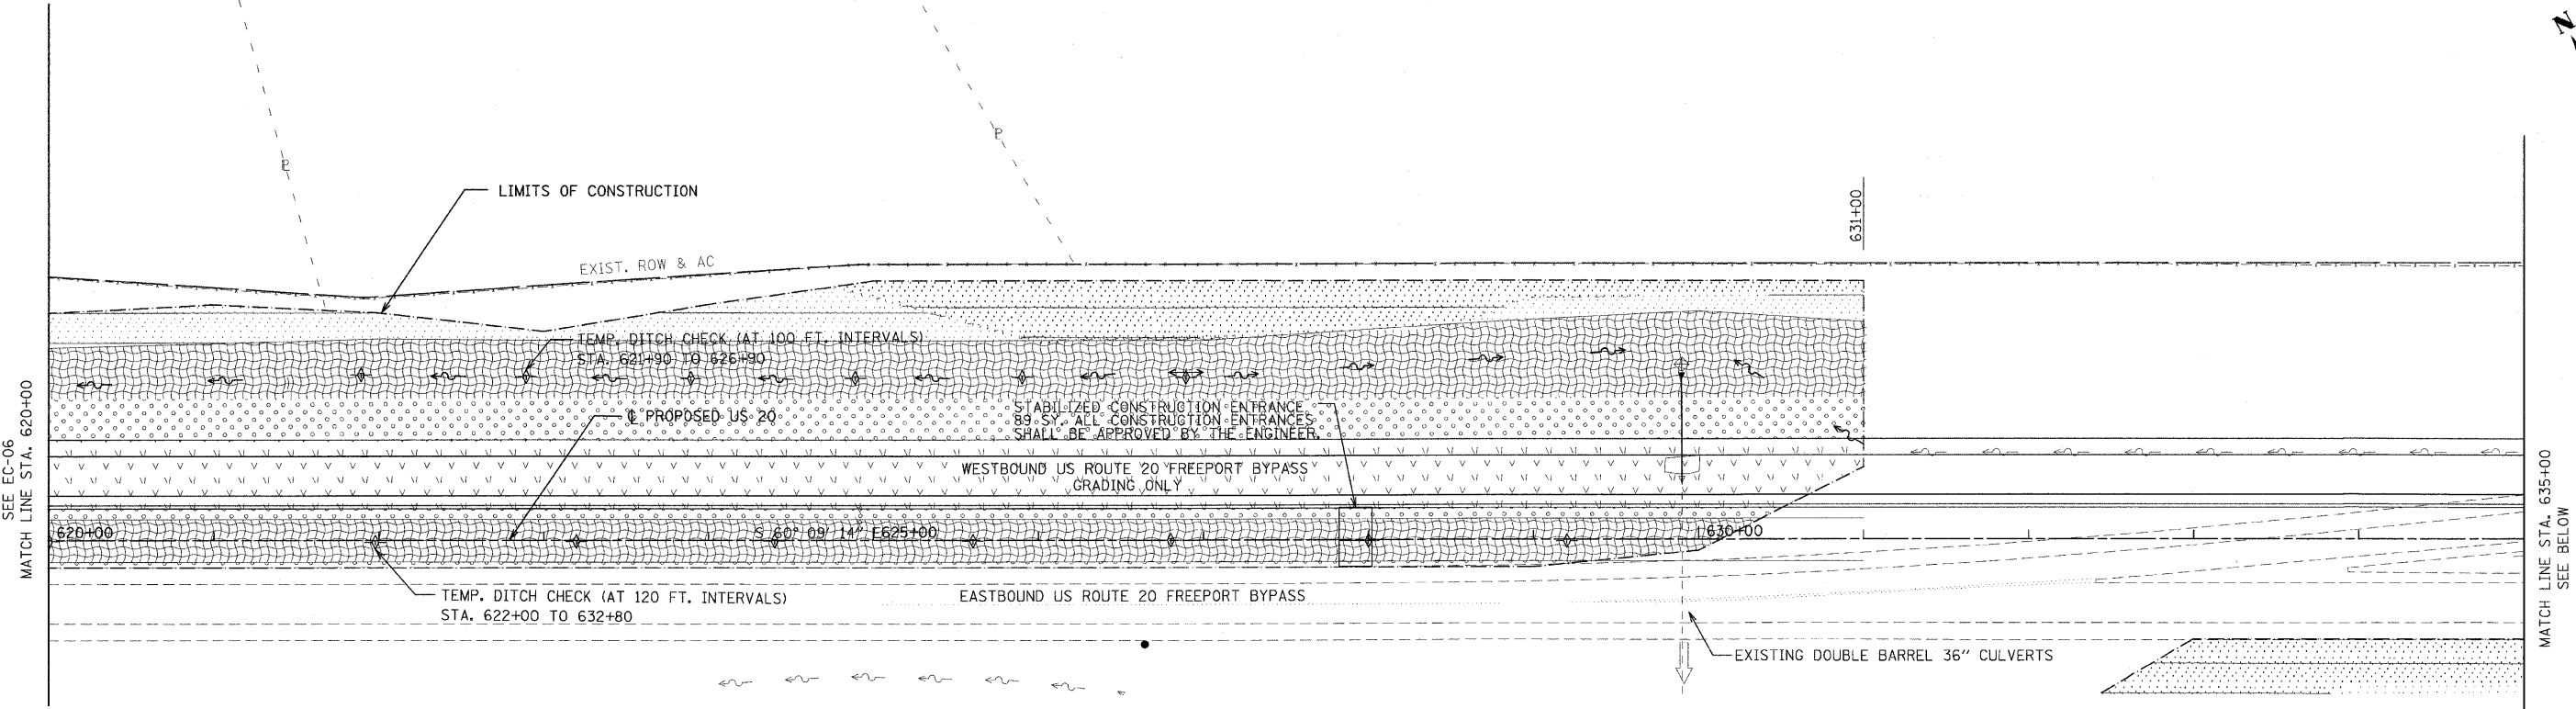 N
P
P
LIMITS OF CONSTRUCTION
631+00
EXIST. ROW & AC
TEMP. DITCH CHECK (AT 100 FT. INTERVALS)
STA. 621+90 TO 626+90
SEE EC-06
MATCH LINE STA. 620+00
℄ PROPOSED US 20
STABILIZED CONSTRUCTION ENTRANCE
89 SY. ALL CONSTRUCTION ENTRANCES
SHALL BE APPROVED BY THE ENGINEER.
WESTBOUND US ROUTE 20 FREEPORT BYPASS
GRADING ONLY
620+00
S 60° 09' 14" E
625+00
630+00
MATCH LINE STA. 635+00
SEE BELOW
TEMP. DITCH CHECK (AT 120 FT. INTERVALS)
STA. 622+00 TO 632+80
EASTBOUND US ROUTE 20 FREEPORT BYPASS
EXISTING DOUBLE BARREL 36" CULVERTS